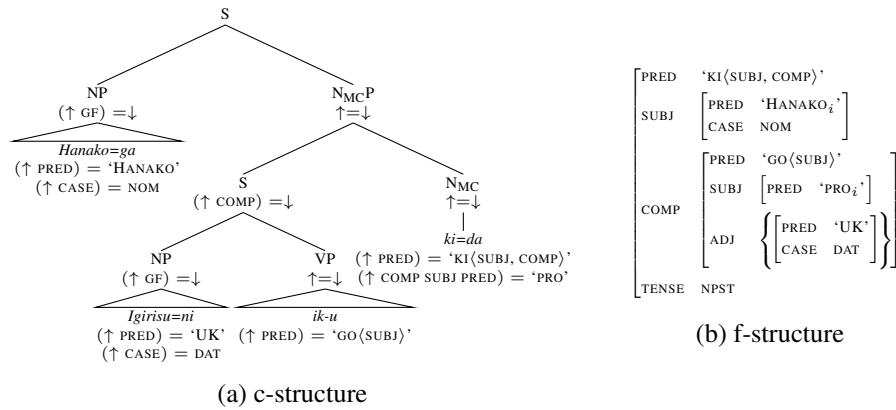 S
NP N_MC P
(↑ GF) =↓ ↑=↓
Hanako=ga
(↑ PRED) = ‘HANAKO’
(↑ CASE) = NOM
S N_MC
(↑ COMP) =↓ ↑=↓
ki=da
(↑ PRED) = ‘KI⟨SUBJ, COMP⟩’
(↑ COMP SUBJ PRED) = ‘PRO’
NP VP
(↑ GF) =↓ ↑=↓
Igirisu=ni ik-u
(↑ PRED) = ‘UK’ (↑ PRED) = ‘GO⟨SUBJ⟩’
(↑ CASE) = DAT
(a) c-structure
PRED ‘KI⟨SUBJ, COMP⟩’
SUBJ [PRED ‘HANAKO_i’
CASE NOM]
COMP [PRED ‘GO⟨SUBJ⟩’
SUBJ [PRED ‘PRO_i’]
ADJ {[PRED ‘UK’
CASE DAT]}]
TENSE NPST
(b) f-structure